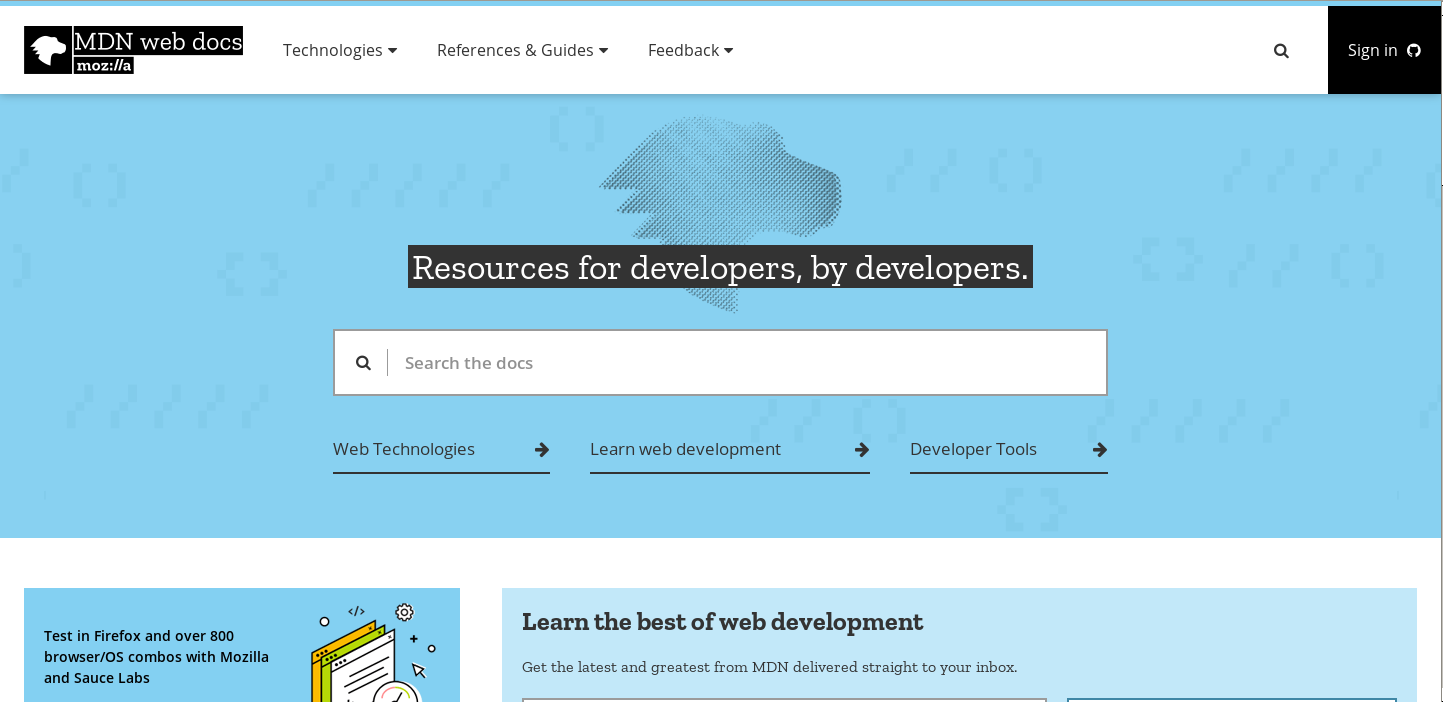 MDN web docs
moz://a
Technologies
References & Guides
Feedback
Sign in
Resources for developers, by developers.
Search the docs
Web Technologies
Learn web development
Developer Tools
Test in Firefox and over 800
browser/OS combos with Mozilla
and Sauce Labs
</>
Learn the best of web development
Get the latest and greatest from MDN delivered straight to your inbox.